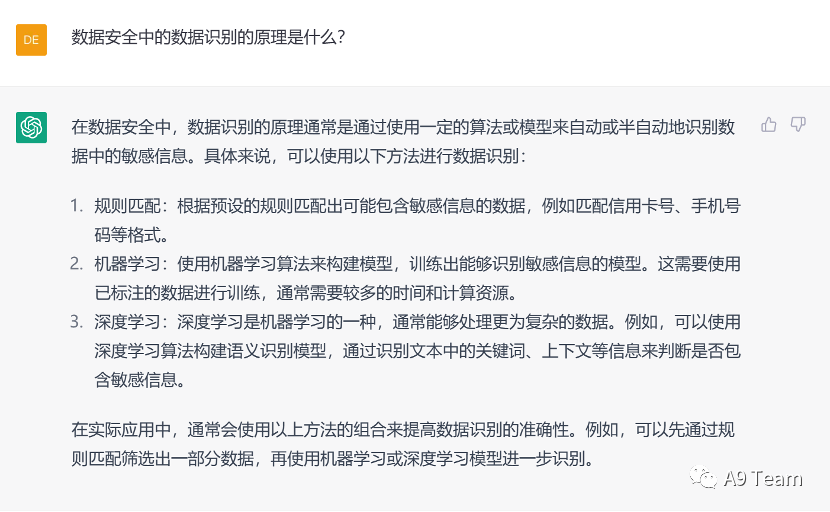 DE
数据安全中的数据识别的原理是什么？
在数据安全中，数据识别的原理通常是通过使用一定的算法或模型来自动或半自动地识别数
据中的敏感信息。具体来说，可以使用以下方法进行数据识别：
1. 规则匹配：根据预设的规则匹配出可能包含敏感信息的数据，例如匹配信用卡号、手机号
码等格式。
2. 机器学习：使用机器学习算法来构建模型，训练出能够识别敏感信息的模型。这需要使用
已标注的数据进行训练，通常需要较多的时间和计算资源。
3. 深度学习：深度学习是机器学习的一种，通常能够处理更为复杂的数据。例如，可以使用
深度学习算法构建语义识别模型，通过识别文本中的关键词、上下文等信息来判断是否包
含敏感信息。
在实际应用中，通常会使用以上方法的组合来提高数据识别的准确性。例如，可以先通过规
则匹配筛选出一部分数据，再使用机器学习或深度学习模型进一步识别。
A9 Team